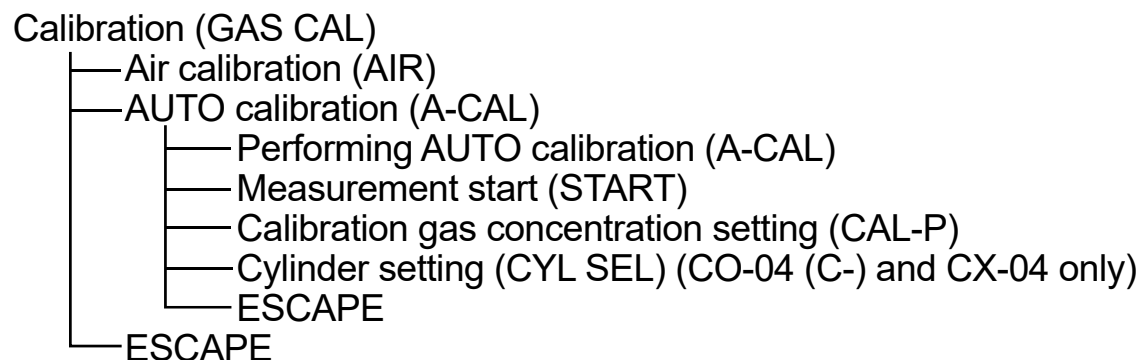 Calibration (GAS CAL)
Air calibration (AIR)
AUTO calibration (A-CAL)
Performing AUTO calibration (A-CAL)
Measurement start (START)
Calibration gas concentration setting (CAL-P)
Cylinder setting (CYL SEL) (CO-04 (C-) and CX-04 only)
ESCAPE
ESCAPE